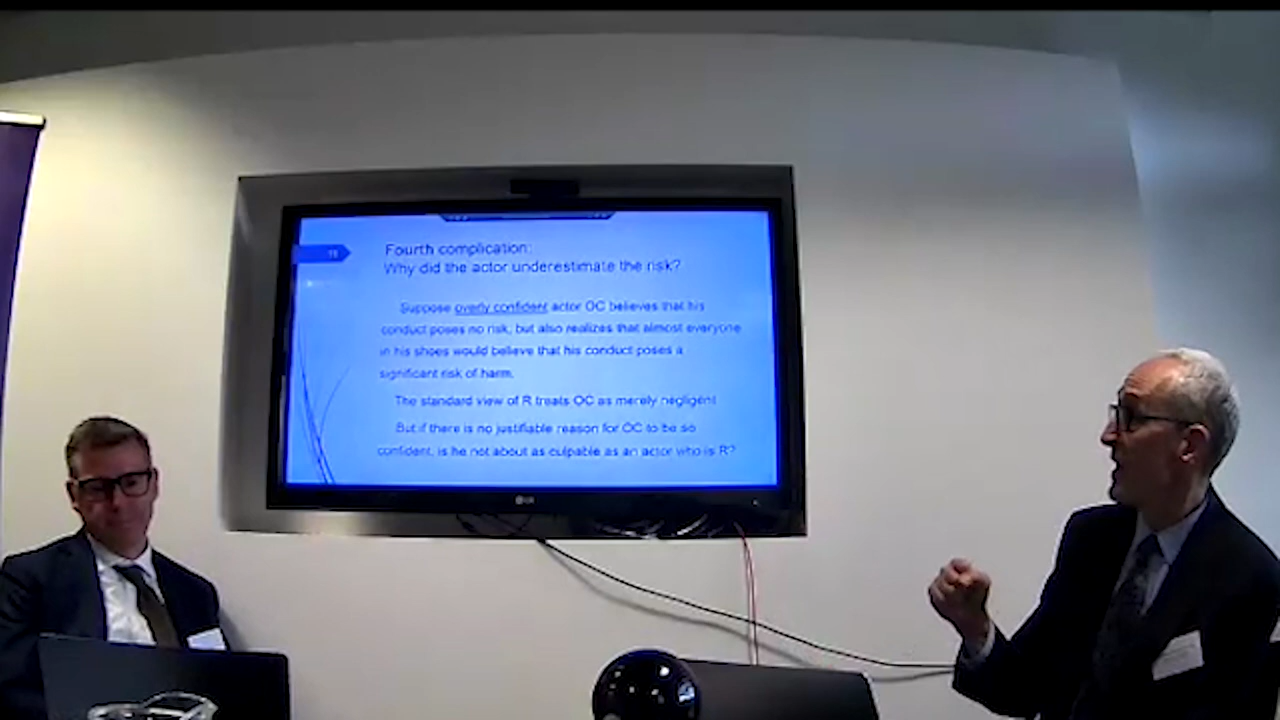 Fourth complication:
Why did the actor underestimate the risk?
Suppose overly confident actor OC believes that his
conduct poses no risk, but also realizes that almost everyone
in his shoes would believe that his conduct poses a
significant risk of harm.
The standard view of R treats OC as merely negligent
But if there is no justifiable reason for OC to be so
confident, is he not about as culpable as an actor who is R?
LG